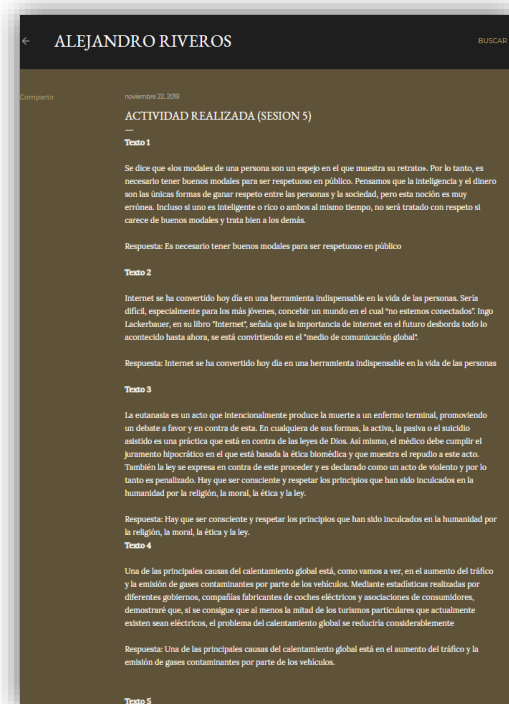 ← ALEJANDRO RIVEROS
BUSCAR
Compartir
noviembre 22, 2019
ACTIVIDAD REALIZADA (SESION 5)
Texto 1
Se dice que «los modales de una persona son un espejo en el que muestra su retrato». Por lo tanto, es
necesario tener buenos modales para ser respetuoso en público. Pensamos que la inteligencia y el dinero
son las únicas formas de ganar respeto entre las personas y la sociedad, pero esta noción es muy
errónea. Incluso si uno es inteligente o rico o ambos al mismo tiempo, no será tratado con respeto si
carece de buenos modales y trata bien a los demás.
Respuesta: Es necesario tener buenos modales para ser respetuoso en público
Texto 2
Internet se ha convertido hoy día en una herramienta indispensable en la vida de las personas. Sería
difícil, especialmente para los más jóvenes, concebir un mundo en el cual "no estemos conectados". Ingo
Lackerbauer, en su libro "Internet", señala que la importancia de internet en el futuro desborda todo lo
acontecido hasta ahora, se está convirtiendo en el "medio de comunicación global".
Respuesta: Internet se ha convertido hoy día en una herramienta indispensable en la vida de las personas
Texto 3
La eutanasia es un acto que intencionalmente produce la muerte a un enfermo terminal, promoviendo
un debate a favor y en contra de esta. En cualquiera de sus formas, la activa, la pasiva o el suicidio
asistido es una práctica que está en contra de las leyes de Dios. Así mismo, el médico debe cumplir el
juramento hipocrático en el que está basada la ética biomédica y que muestra el repudio a este acto.
También la ley se expresa en contra de este proceder y es declarado como un acto de violento y por lo
tanto es penalizado. Hay que ser consciente y respetar los principios que han sido inculcados en la
humanidad por la religión, la moral, la ética y la ley.
Respuesta: Hay que ser consciente y respetar los principios que han sido inculcados en la humanidad por
la religión, la moral, la ética y la ley.
Texto 4
Una de las principales causas del calentamiento global está, como vamos a ver, en el aumento del tráfico
y la emisión de gases contaminantes por parte de los vehículos. Mediante estadísticas realizadas por
diferentes gobiernos, compañías fabricantes de coches eléctricos y asociaciones de consumidores,
demostraré que, si se consigue que al menos la mitad de los turismos particulares que actualmente
existen sean eléctricos, el problema del calentamiento global se reduciría considerablemente
Respuesta: Una de las principales causas del calentamiento global está en el aumento del tráfico y la
emisión de gases contaminantes por parte de los vehículos.
Texto 5